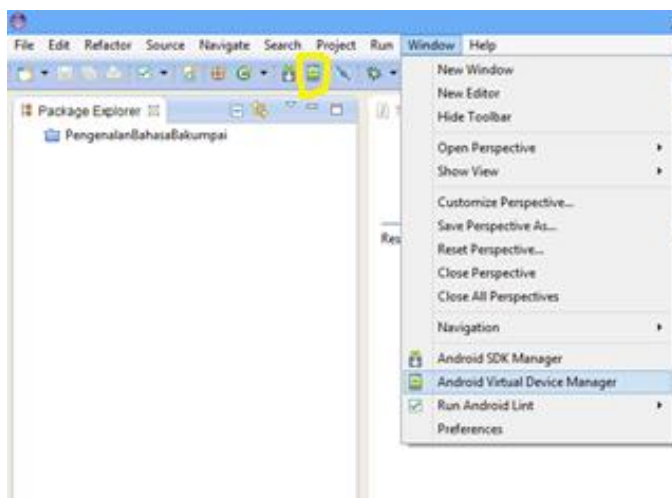 File Edit Refactor Source Navigate Search Project Run Window Help
Package Explorer
PengenalanBahasaBakumpai
Res
New Window
New Editor
Hide Toolbar
Open Perspective
Show View
Customize Perspective...
Save Perspective As...
Reset Perspective...
Close Perspective
Close All Perspectives
Navigation
Android SDK Manager
Android Virtual Device Manager
Run Android Lint
Preferences